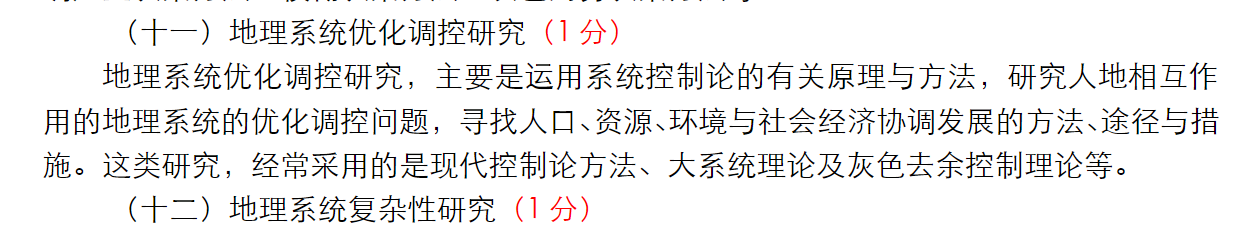 （十一）地理系统优化调控研究（1 分）
地理系统优化调控研究，主要是运用系统控制论的有关原理与方法，研究人地相互作
用的地理系统的优化调控问题，寻找人口、资源、环境与社会经济协调发展的方法、途径与措
施。这类研究，经常采用的是现代控制论方法、大系统理论及灰色去余控制理论等。
（十二）地理系统复杂性研究（1 分）